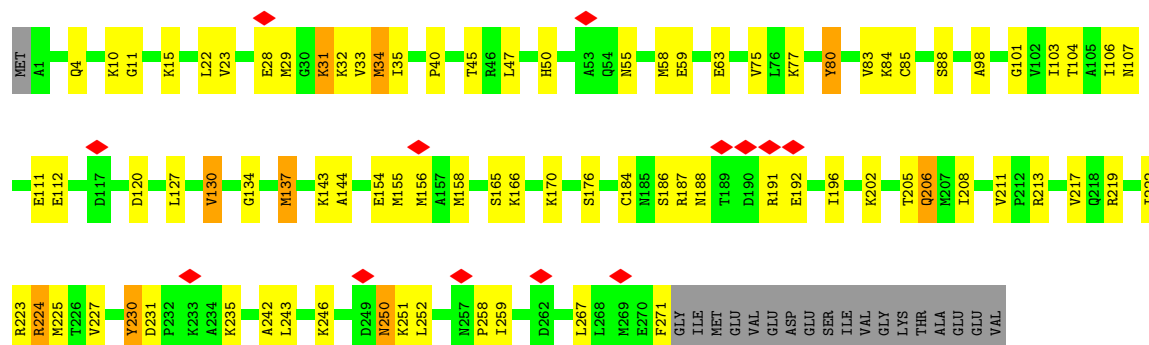 MET A1 Q4 K10 G11 K15 L22 V23 E28 M29 G30 K31 K32 V33 M34 I35 P40 T45 R46 L47 H50 A53 Q54 N55 M58 E59 E63 V75 L76 K77 Y80 V83 K84 C85 S88 A98 G101 V102 I103 T104 A105 I106 N107
E111 E112 D117 D120 L127 V130 G134 M137 K143 A144 E154 M155 M156 A157 M158 S165 K166 K170 S176 C184 N185 S186 R187 N188 T189 D190 R191 E192 I196 K202 T205 Q206 M207 I208 V211 P212 R213 V217 Q218 R219
R223 R224 M225 T226 V227 Y230 D231 P232 K233 A234 K235 A242 L243 K246 D249 N250 K251 L252 N257 P258 I259 D262 L267 L268 M269 E270 F271 GLY ILE MET GLU VAL GLU ASP GLU SER ILE VAL GLY LYS THR ALA GLU GLU VAL